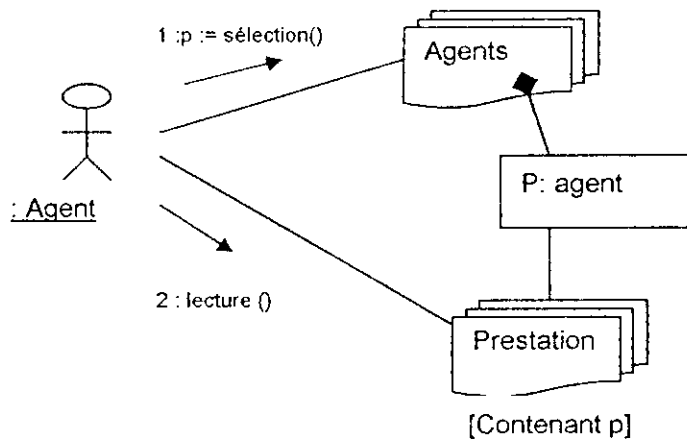 1 :p := sélection()
Agents
P: agent
: Agent
2 : lecture ()
Prestation
[Contenant p]